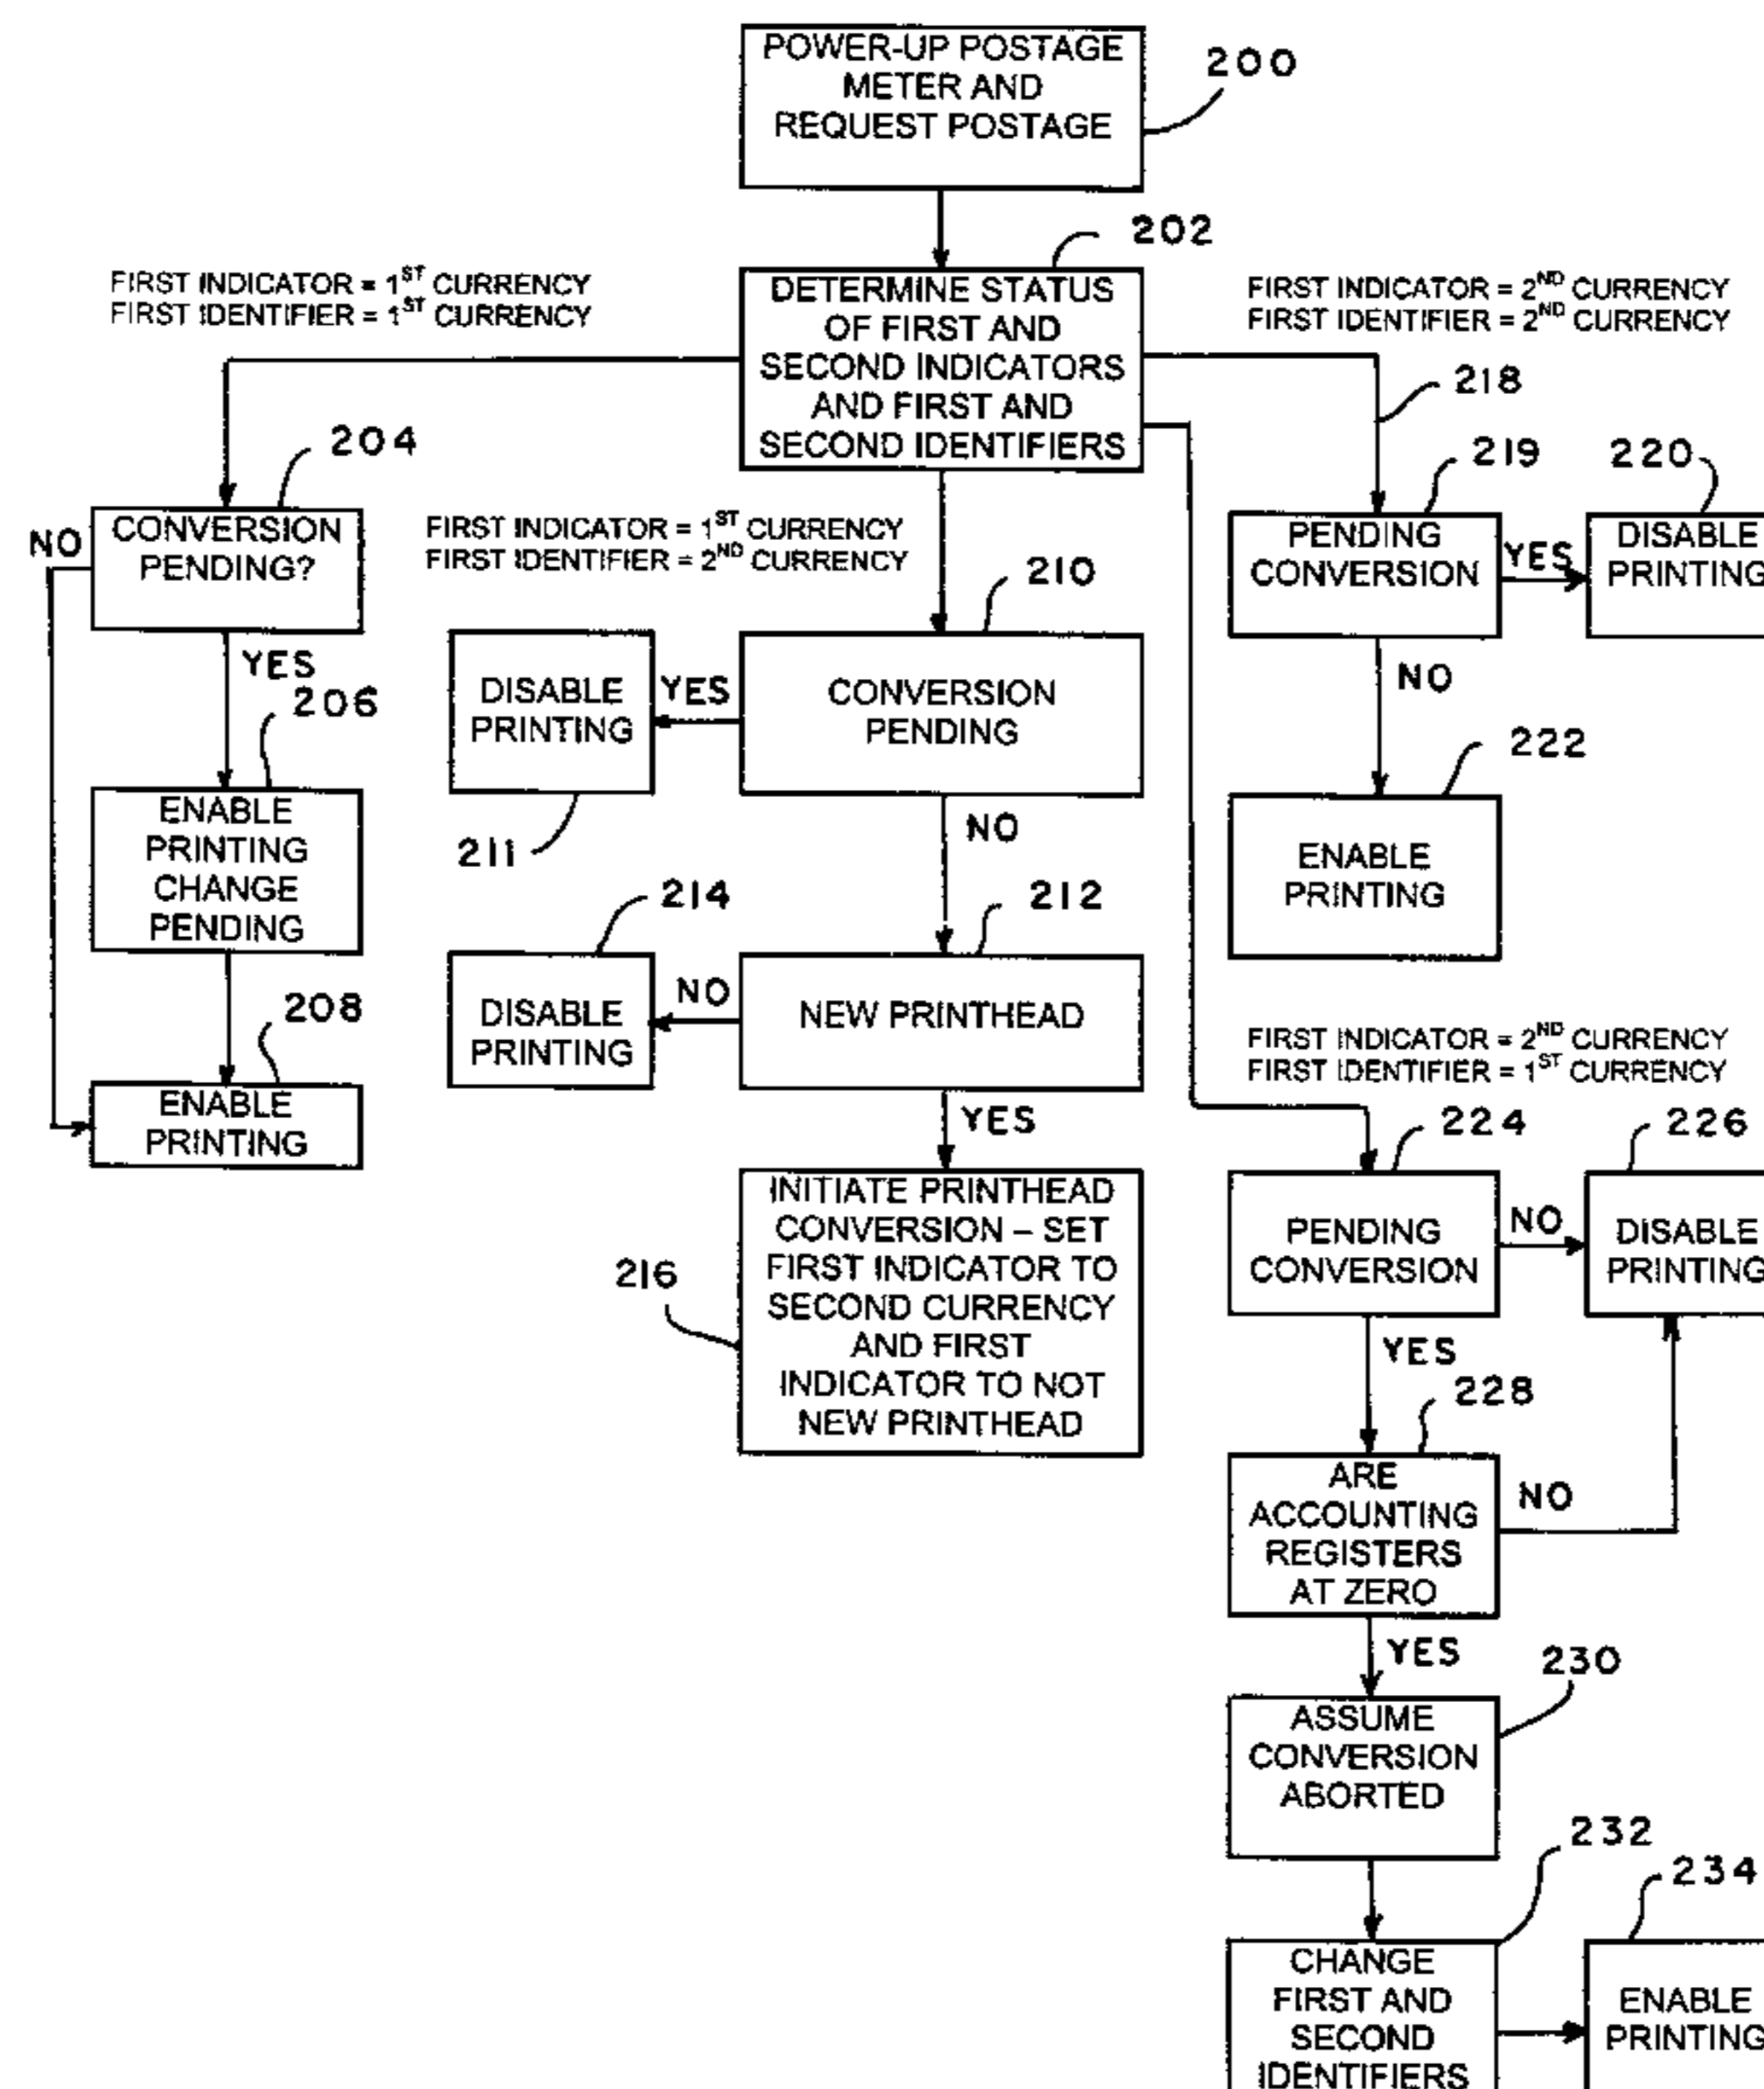 POWER-UP POSTAGE
METER AND
REQUEST POSTAGE
200
202
DETERMINE STATUS
OF FIRST AND
SECOND INDICATORS
AND FIRST AND
SECOND IDENTIFIERS
FIRST INDICATOR = 1ST CURRENCY
FIRST IDENTIFIER = 1ST CURRENCY
204
NO
CONVERSION
PENDING?
YES
206
ENABLE
PRINTING
CHANGE
PENDING
208
ENABLE
PRINTING
FIRST INDICATOR = 1ST CURRENCY
FIRST IDENTIFIER = 2ND CURRENCY
210
CONVERSION
PENDING
YES
DISABLE
PRINTING
211
NO
212
NEW PRINTHEAD
NO
214
DISABLE
PRINTING
YES
216
INITIATE PRINTHEAD
CONVERSION – SET
FIRST INDICATOR TO
SECOND CURRENCY
AND FIRST
INDICATOR TO NOT
NEW PRINTHEAD
FIRST INDICATOR = 2ND CURRENCY
FIRST IDENTIFIER = 2ND CURRENCY
218
219
PENDING
CONVERSION
YES
220
DISABLE
PRINTING
NO
222
ENABLE
PRINTING
FIRST INDICATOR = 2ND CURRENCY
FIRST IDENTIFIER = 1ST CURRENCY
224
PENDING
CONVERSION
NO
226
DISABLE
PRINTING
YES
228
ARE
ACCOUNTING
REGISTERS
AT ZERO
NO
YES
230
ASSUME
CONVERSION
ABORTED
232
CHANGE
FIRST AND
SECOND
IDENTIFIERS
234
ENABLE
PRINTING